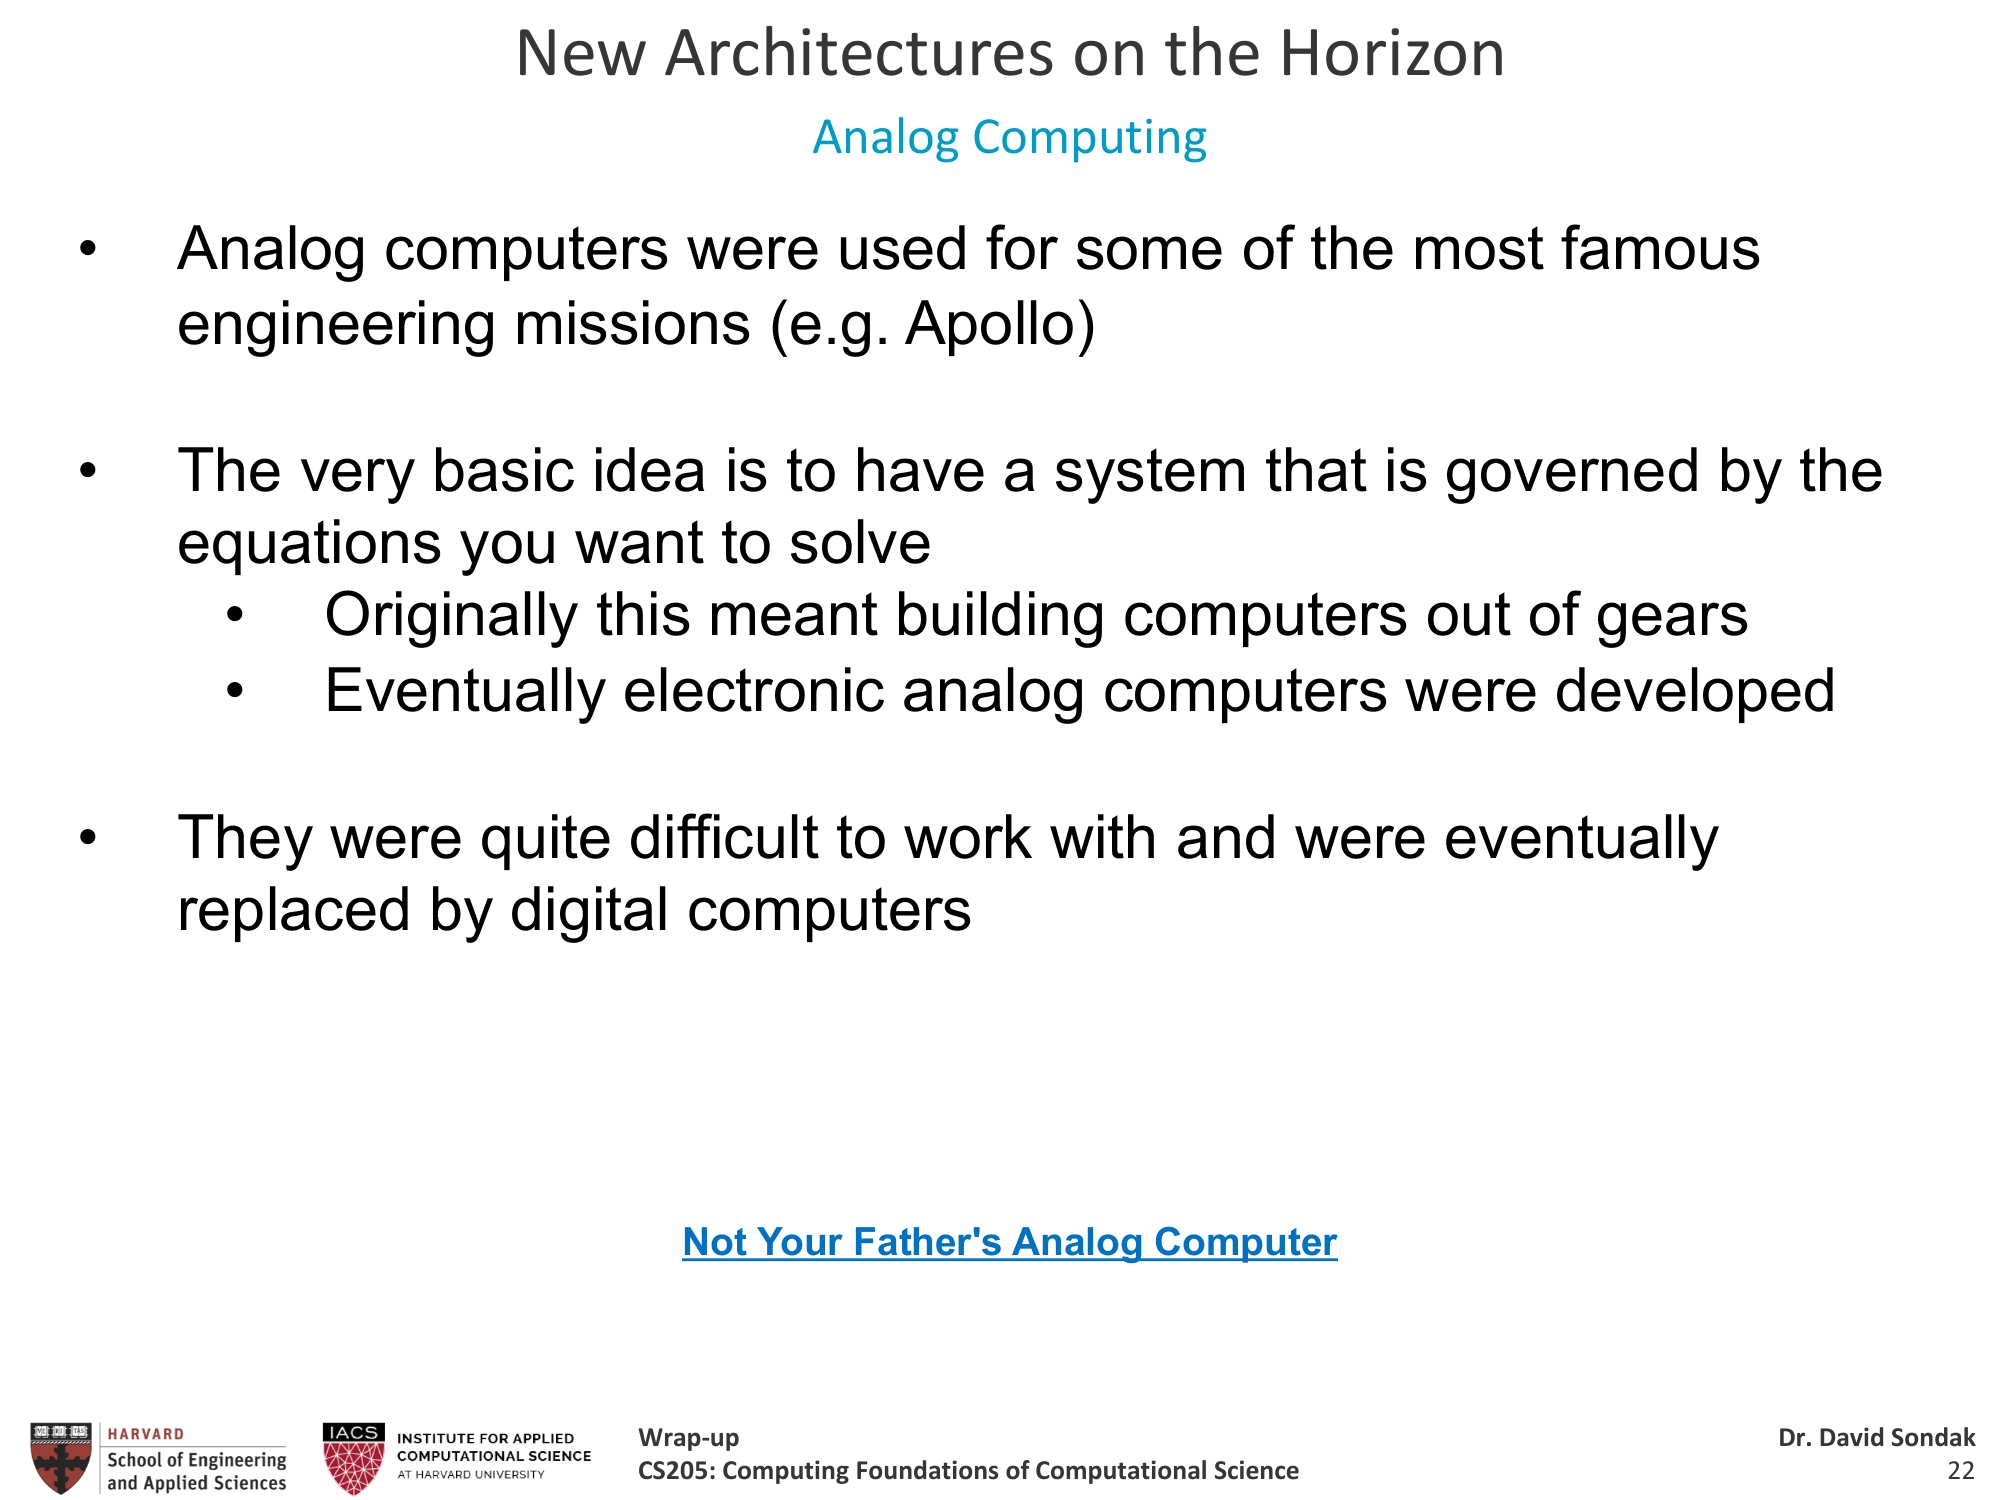 New Architectures on the Horizon
Analog Computing
• Analog computers were used for some of the most famous
engineering missions (e.g. Apollo)
• The very basic idea is to have a system that is governed by the
equations you want to solve
• Originally this meant building computers out of gears
• Eventually electronic analog computers were developed
• They were quite difficult to work with and were eventually
replaced by digital computers
Not Your Father's Analog Computer
HARVARD
School of Engineering
and Applied Sciences
IACS
INSTITUTE FOR APPLIED
COMPUTATIONAL SCIENCE
AT HARVARD UNIVERSITY
Wrap-up
CS205: Computing Foundations of Computational Science
Dr. David Sondak
22